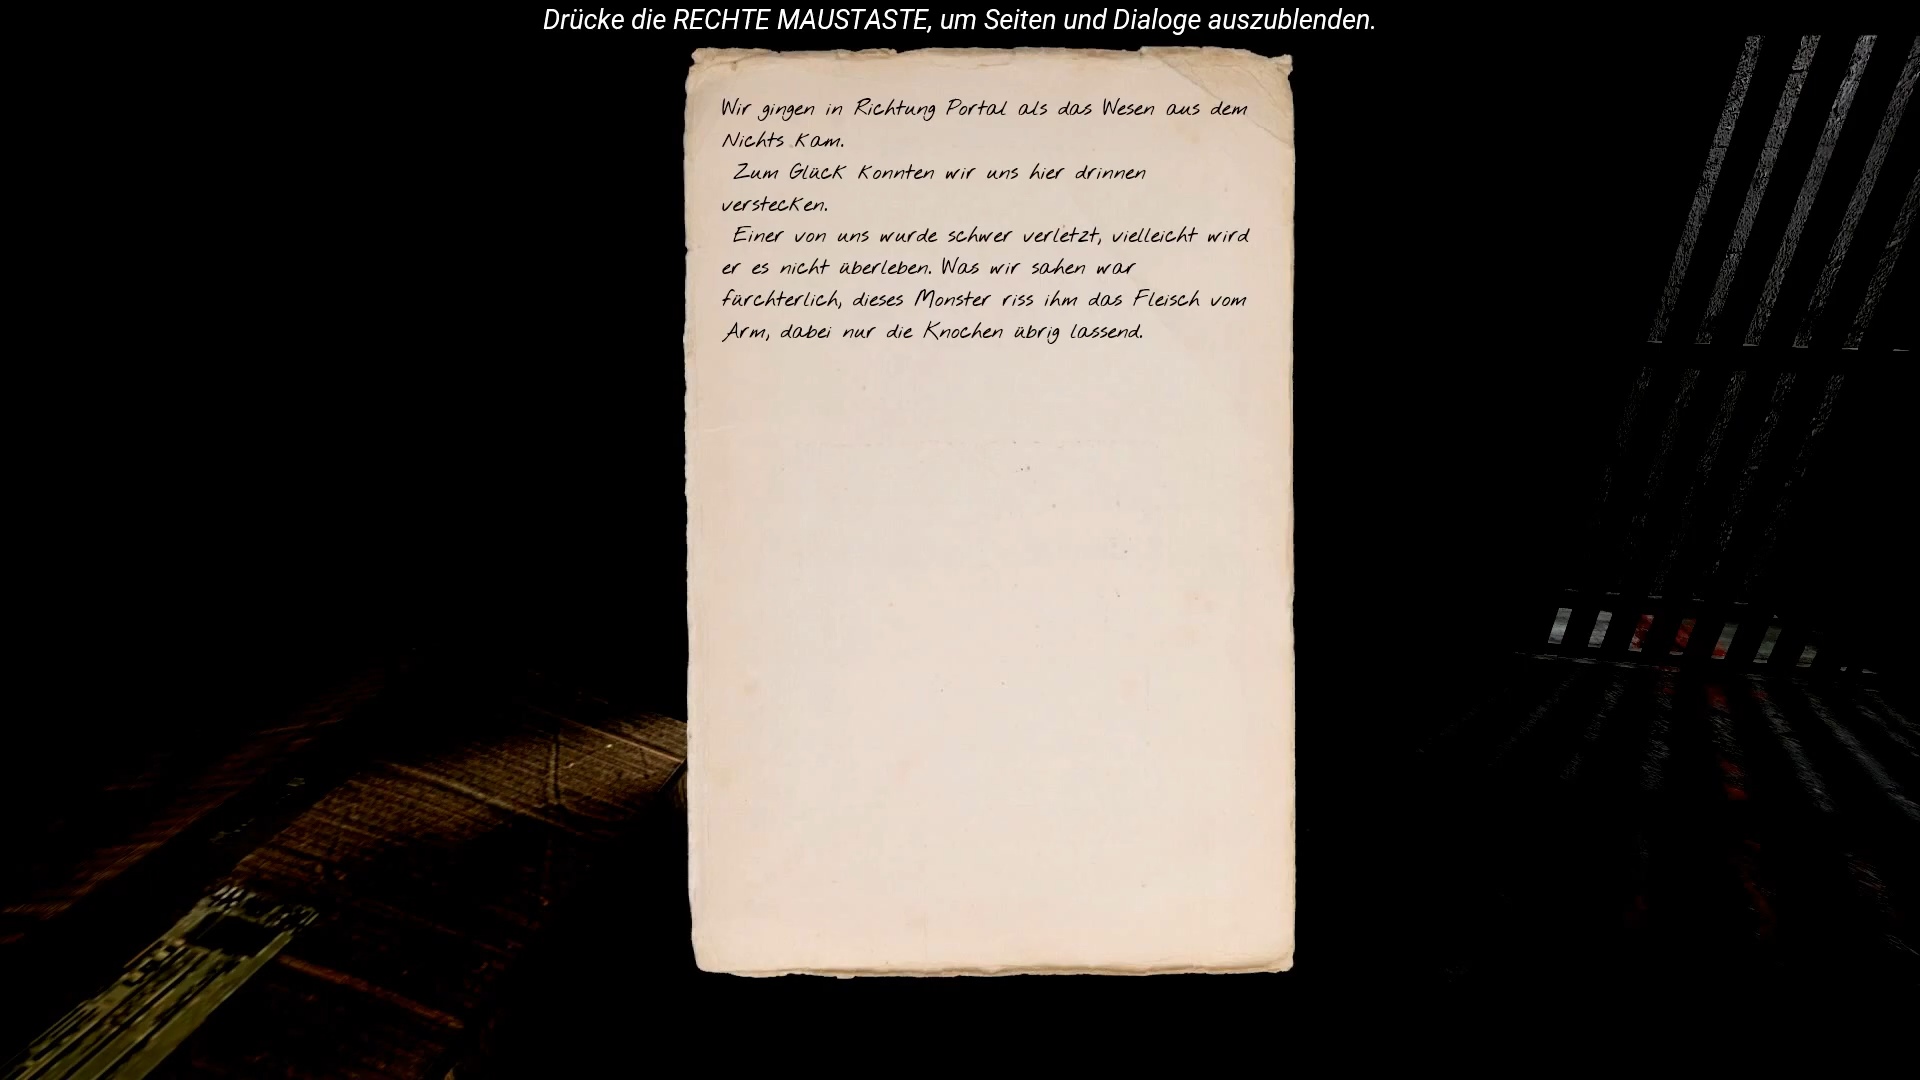 Drücke die RECHTE MAUSTASTE, um Seiten und Dialoge auszublenden.
Wir gingen in Richtung Portal als das Wesen aus dem
Nichts kam.
Zum Glück konnten wir uns hier drinnen
verstecken.
Einer von uns wurde schwer verletzt, vielleicht wird
er es nicht überleben. Was wir sahen war
fürchterlich, dieses Monster riss ihm das Fleisch vom
Arm, dabei nur die Knochen übrig lassend.